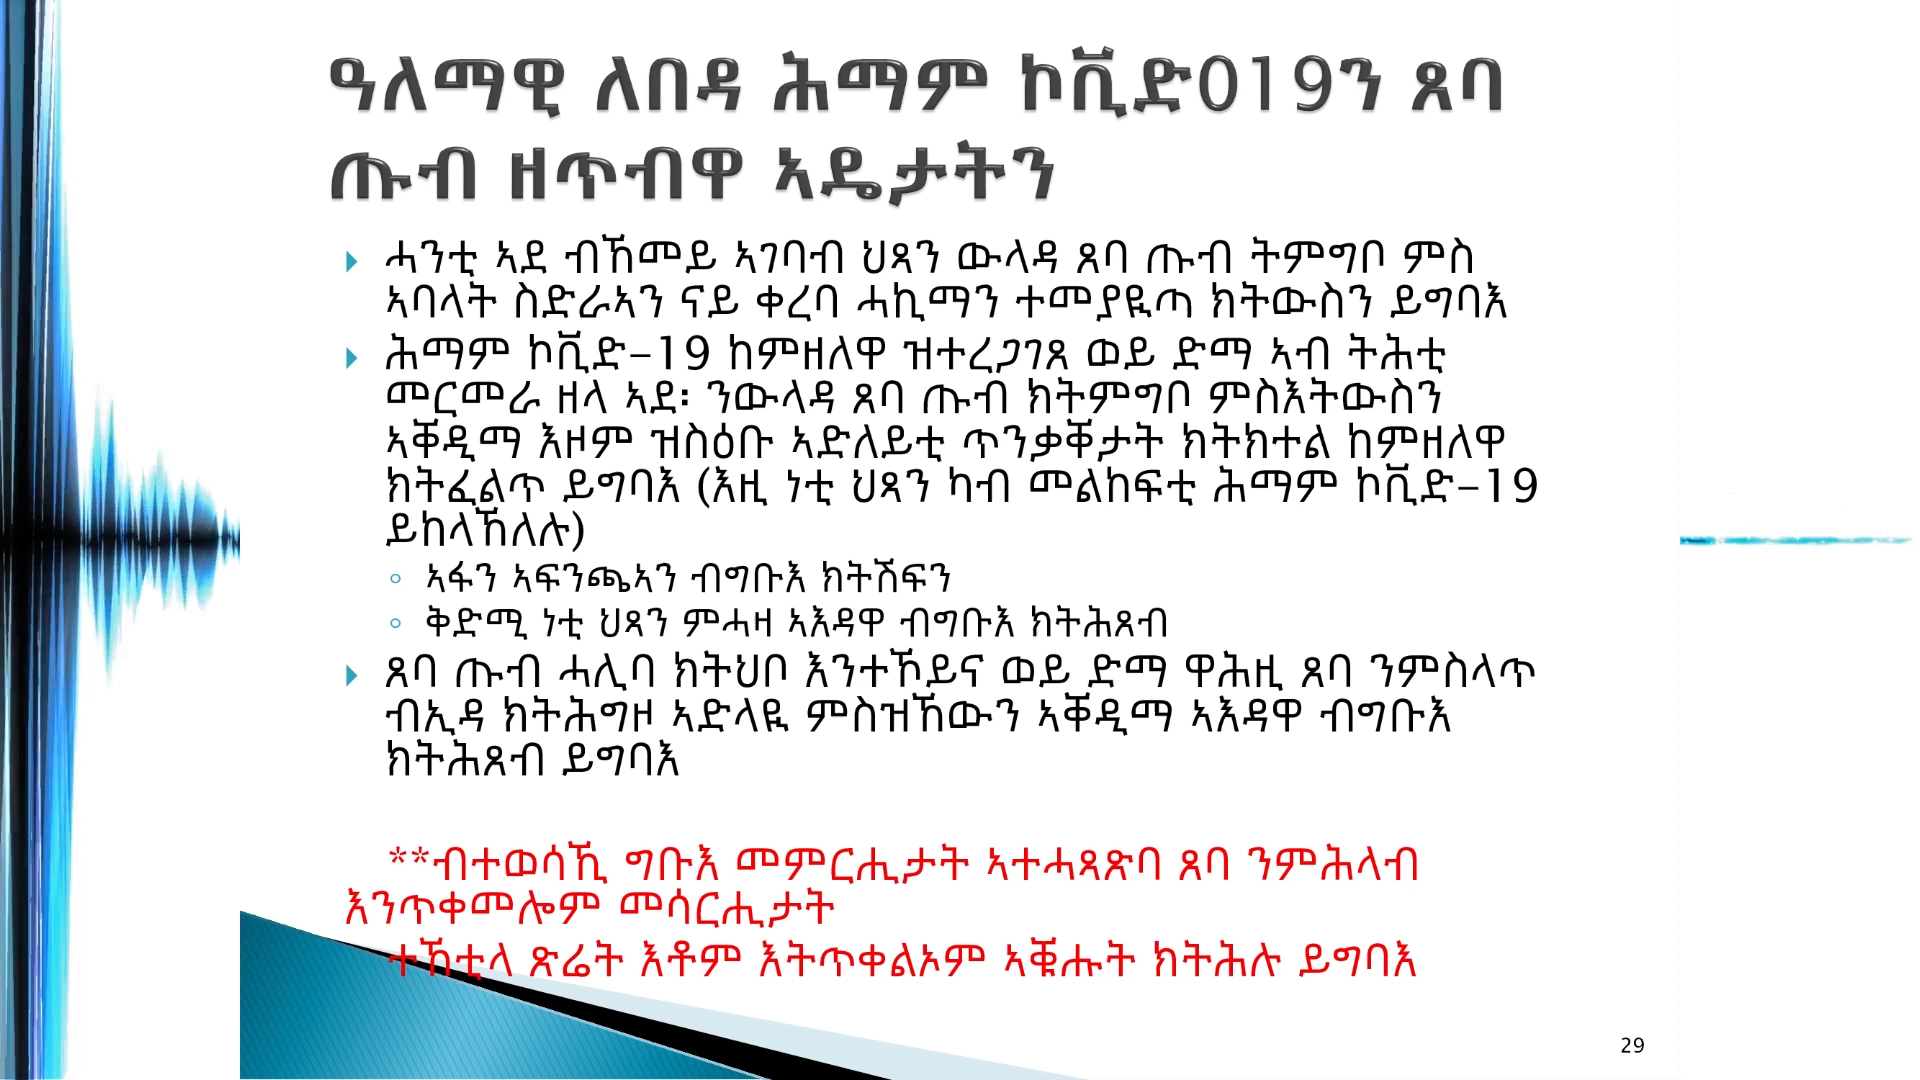 ዓለማዊ ለበዳ ሕማም ኮቪድ019ን ጸባ
ጡብ ዘጥብዋ ኣዴታትን
ሓንቲ ኣደ ብኸመይ ኣገባብ ህጻን ውላዳ ጸባ ጡብ ትምግቦ ምስ
ኣባላት ስድራኣን ናይ ቀረባ ሓኪማን ተመያዪጣ ክትውስን ይግባእ
ሕማም ኮቪድ–19 ከምዘለዋ ዝተረጋገጸ ወይ ድማ ኣብ ትሕቲ
መርመራ ዘላ ኣደ፡ ንውላዳ ጸባ ጡብ ክትምግቦ ምስእትውስን
ኣቐዲማ እዞም ዝስዕቡ ኣድለይቲ ጥንቃቐታት ክትክተል ከምዘለዋ
ክትፈልጥ ይግባእ (እዚ ነቲ ህጻን ካብ መልከፍቲ ሕማም ኮቪድ–19
ይከላኸለሉ)
ኣፋን ኣፍንጫኣን ብግቡእ ክትሽፍን
ቅድሚ ነቲ ህጻን ምሓዛ ኣእዳዋ ብግቡእ ክትሕጸብ
ጸባ ጡብ ሓሊባ ክትህቦ እንተኾይና ወይ ድማ ዋሕዚ ጸባ ንምስላጥ
ብኢዳ ክትሕግዞ ኣድላዪ ምስዝኸውን ኣቐዲማ ኣእዳዋ ብግቡእ
ክትሕጸብ ይግባእ
**ብተወሳኺ ግቡእ መምርሒታት ኣተሓጻጽባ ጸባ ንምሕላብ
እንጥቀመሎም መሳርሒታት
ተኸቲላ ጽሬት እቶም እትጥቀልኦም ኣቑሑት ክትሕሉ ይግባእ
29